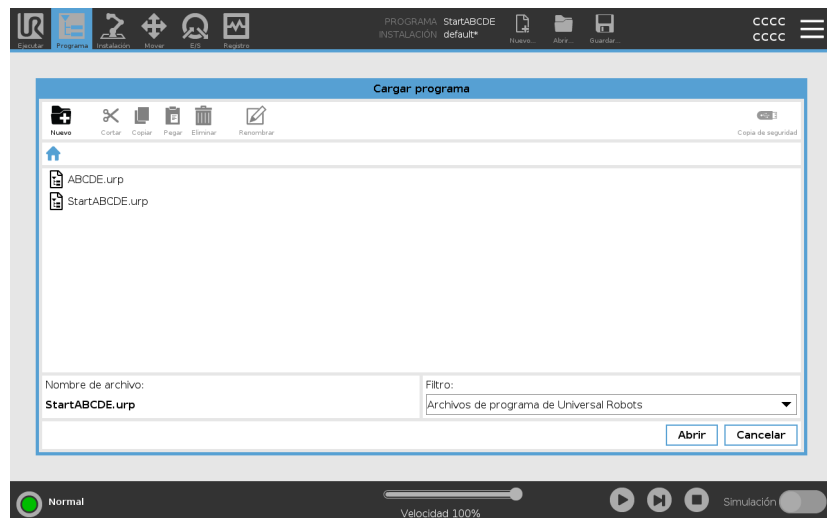 UR
Ejecutar Programa Instalación Mover E/S Registro
PROGRAMA StartABCDE
INSTALACIÓN default*
Nuevo... Abrir... Guardar...
CCCC
CCCC
Cargar programa
Nuevo Cortar Copiar Pegar Eliminar Renombrar Copia de seguridad
ABCDE.urp
StartABCDE.urp
Nombre de archivo: Filtro:
StartABCDE.urp Archivos de programa de Universal Robots
Abrir Cancelar
Normal
Velocidad 100%
Simulación